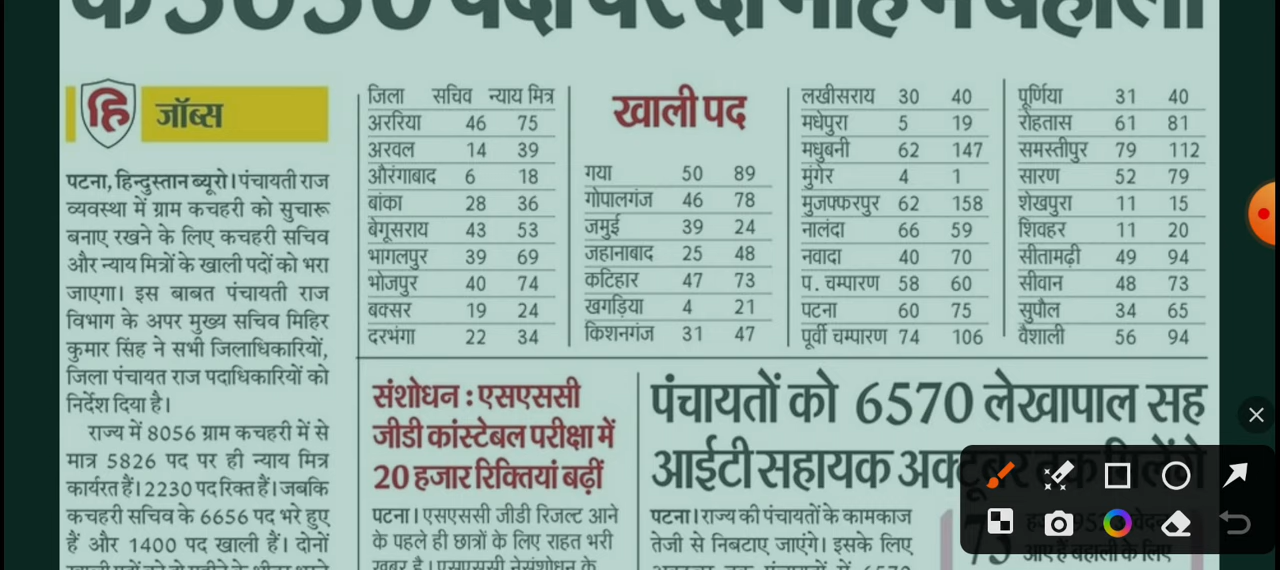 हि
जॉब्स
पटना, हिन्दुस्तान ब्यूरो। पंचायती राज
व्यवस्था में ग्राम कचहरी को सुचारू
बनाए रखने के लिए कचहरी सचिव
और न्याय मित्रों के खाली पदों को भरा
जाएगा। इस बाबत पंचायती राज
विभाग के अपर मुख्य सचिव मिहिर
कुमार सिंह ने सभी जिलाधिकारियों,
जिला पंचायत राज पदाधिकारियों को
निर्देश दिया है।
राज्य में 8056 ग्राम कचहरी में से
मात्र 5826 पद पर ही न्याय मित्र
कार्यरत हैं। 2230 पद रिक्त हैं। जबकि
कचहरी सचिव के 6656 पद भरे हुए
हैं और 1400 पद खाली हैं। दोनों
जिला सचिव न्याय मित्र
अररिया 46 75
अरवल 14 39
औरंगाबाद 6 18
बांका 28 36
बेगूसराय 43 53
भागलपुर 39 69
भोजपुर 40 74
बक्सर 19 24
दरभंगा 22 34
खाली पद
गया 50 89
गोपालगंज 46 78
जमुई 39 24
जहानाबाद 25 48
कटिहार 47 73
खगड़िया 4 21
किशनगंज 31 47
लखीसराय 30 40
मधेपुरा 5 19
मधुबनी 62 147
मुंगेर 4 1
मुजफ्फरपुर 62 158
नालंदा 66 59
नवादा 40 70
प. चम्पारण 58 60
पटना 60 75
पूर्वी चम्पारण 74 106
पूर्णिया 31 40
रोहतास 61 81
समस्तीपुर 79 112
सारण 52 79
शेखपुरा 11 15
शिवहर 11 20
सीतामढ़ी 49 94
सीवान 48 73
सुपौल 34 65
वैशाली 56 94
संशोधन : एसएससी
जीडी कांस्टेबल परीक्षा में
20 हजार रिक्तियां बढ़ीं
पटना। एसएससी जीडी रिजल्ट आने
के पहले ही छात्रों के लिए राहत भरी
पंचायतों को 6570 लेखापाल सह
आईटी सहायक अक्टूबर तक मिलेंगे
पटना। राज्य की पंचायतों के कामकाज
तेजी से निबटाए जाएंगे। इसके लिए
आए हैं बहाली के लिए